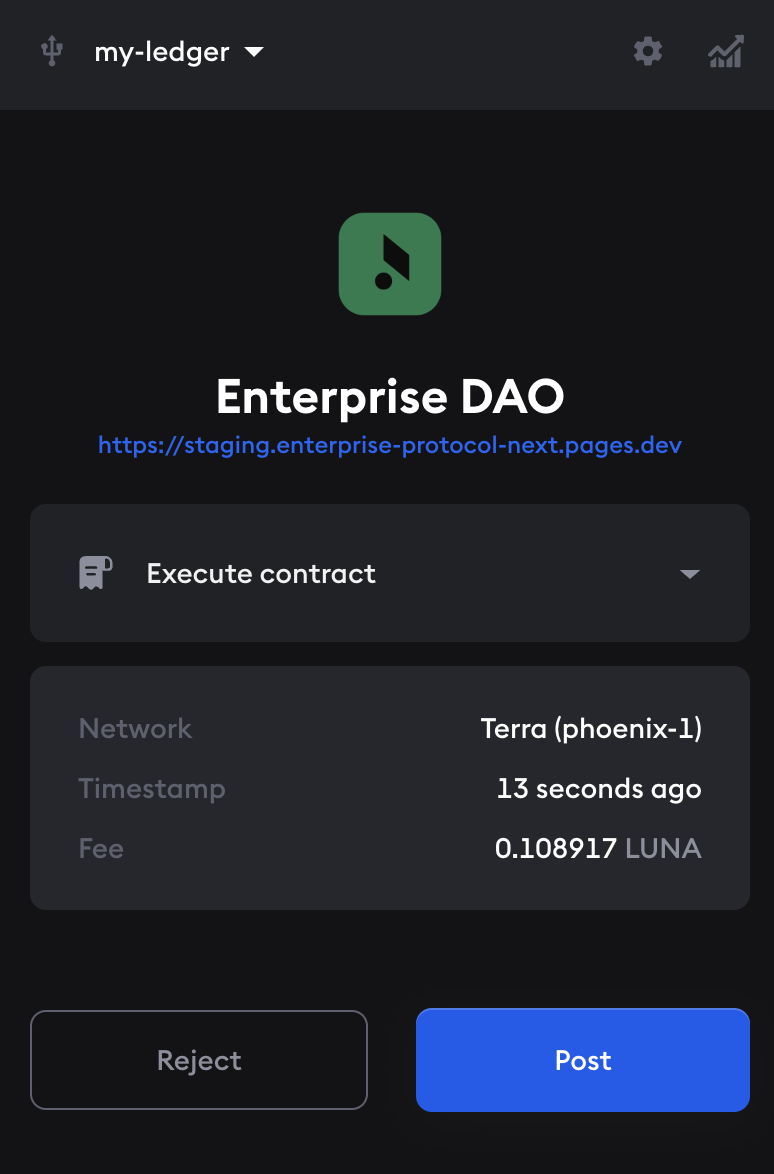 my-ledger
Enterprise DAO
https://staging.enterprise-protocol-next.pages.dev
Execute contract
Network Terra (phoenix-1)
Timestamp 13 seconds ago
Fee 0.108917 LUNA
Reject Post